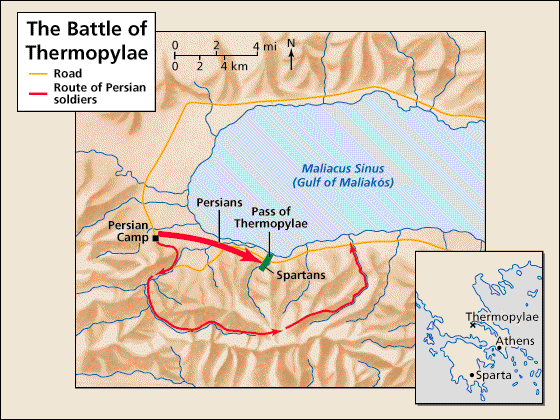 The Battle of
Thermopylae
Road
Route of Persian
soldiers
0 2 4 mi
0 2 4 km
N
Maliacus Sinus
(Gulf of Maliakós)
Persians
Pass of
Thermopylae
Persian
Camp
Spartans
Thermopylae
Athens
Sparta